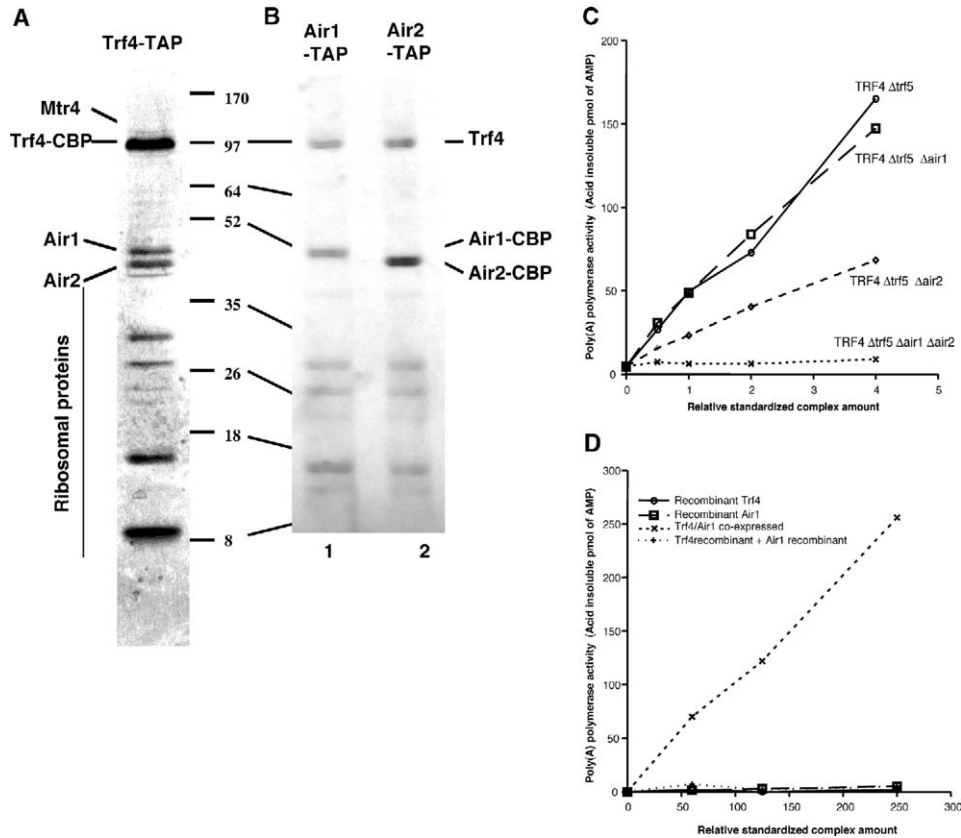 A
Trf4-TAP
Mtr4
Trf4-CBP
Air1
Air2
Ribosomal proteins
170
97
64
52
35
26
18
8
B
Air1
-TAP
Air2
-TAP
Trf4
Air1-CBP
Air2-CBP
1
2
C
Poly(A) polymerase activity (Acid insoluble pmol of AMP)
200
150
100
50
0
0
1
2
3
4
5
TRF4 Δtrf5
TRF4 Δtrf5 Δair1
TRF4 Δtrf5 Δair2
TRF4 Δtrf5 Δair1 Δair2
Relative standardized complex amount
D
Poly(A) polymerase activity (Acid insoluble pmol of AMP)
300
250
200
150
100
50
0
Recombinant Trf4
Recombinant Air1
Trf4/Air1 co-expressed
Trf4recombinant + Air1 recombinant
0
50
100
150
200
250
300
Relative standardized complex amount